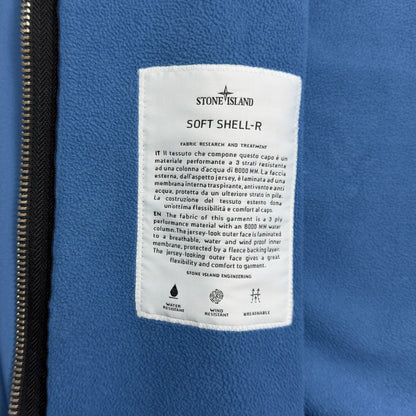 STONE ISLAND
SOFT SHELL-R
FABRIC RESEARCH AND TREATMENT
IT Il tessuto che compone questo capo è un
materiale performante a 3 strati resistente
ad una colonna d'acqua di 8000 MM. La faccia
esterna, dall'aspetto jersey, è laminata ad una
membrana interna traspirante, antivento e anti
acqua, protetta da un ulteriore strato in pile.
La costruzione del tessuto esterno dona
un'ottima flessibilità e comfort al capo.
EN The fabric of this garment is a 3 ply
performance material with an 8000 MM water
column. The jersey-look outer face is laminated
to a breathable, water and wind proof inner
membrane, protected by a fleece backing layer.
The jersey-looking outer face gives a great
flexibility and comfort to garment.
STONE ISLAND ENGINEERING
WATER
RESISTANT
WIND
RESISTANT
BREATHABLE